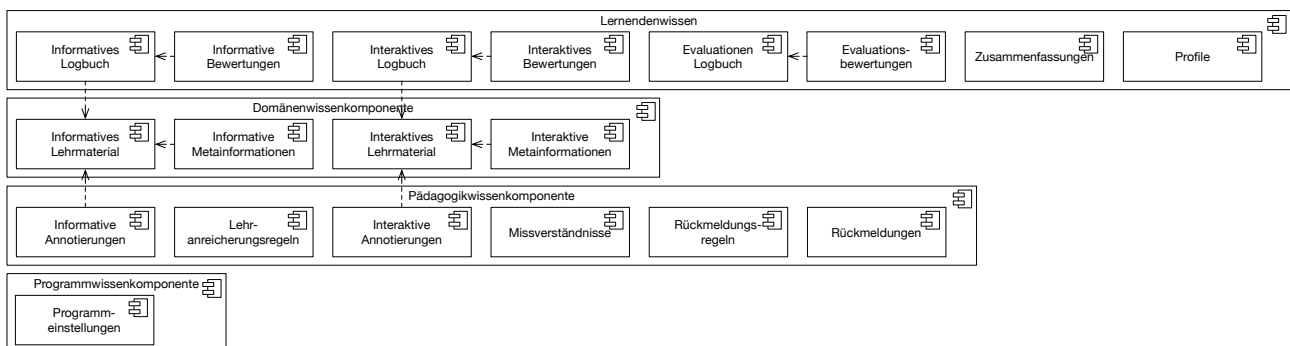 Lernendenwissen
Informatives
Logbuch
Informative
Bewertungen
Interaktives
Logbuch
Interaktives
Bewertungen
Evaluationen
Logbuch
Evaluations-
bewertungen
Zusammenfassungen
Profile
Domänenwissenkomponente
Informatives
Lehrmaterial
Informative
Metainformationen
Interaktives
Lehrmaterial
Interaktive
Metainformationen
Pädagogikwissenkomponente
Informative
Annotierungen
Lehr-
anreicherungsregeln
Interaktive
Annotierungen
Missverständnisse
Rückmeldungs-
regeln
Rückmeldungen
Programmwissenkomponente
Programm-
einstellungen